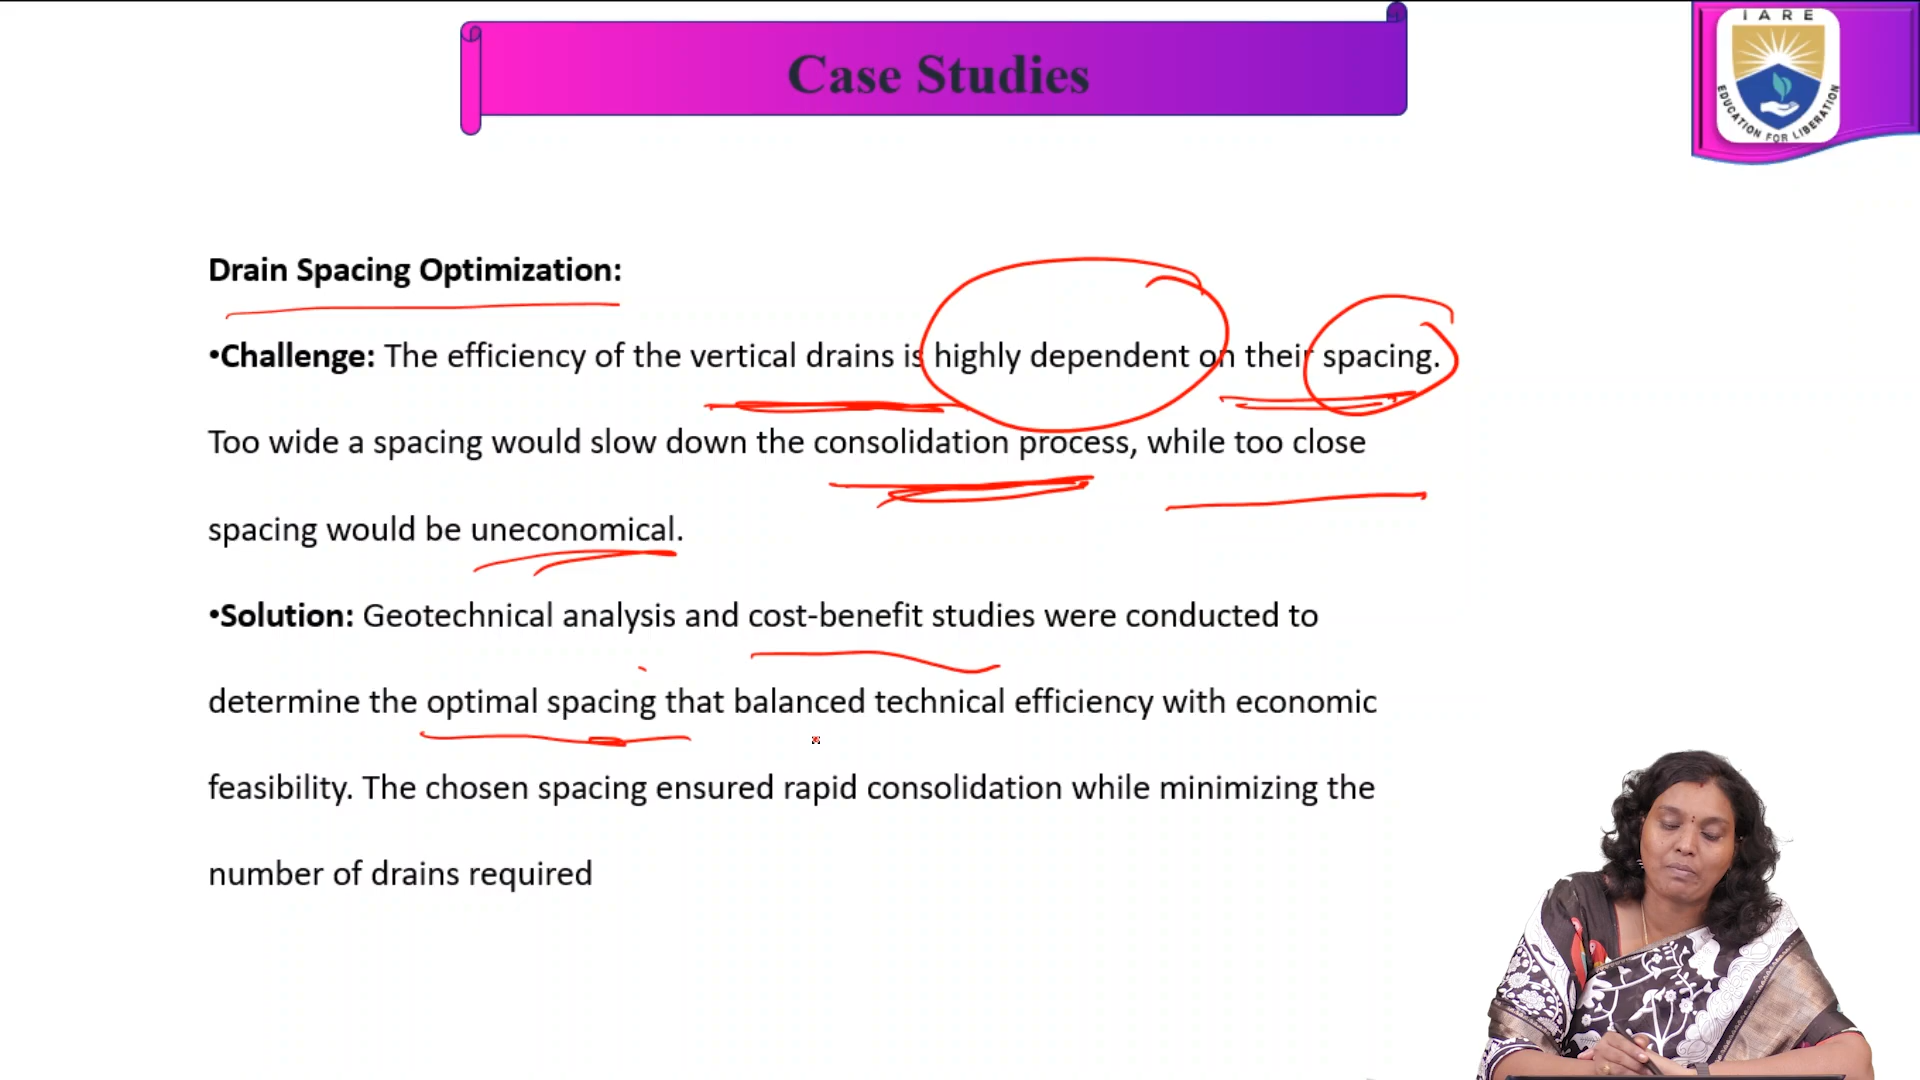 Case Studies
IARE
EDUCATION FOR LIBERATION
Drain Spacing Optimization:
•Challenge: The efficiency of the vertical drains is highly dependent on their spacing.
Too wide a spacing would slow down the consolidation process, while too close
spacing would be uneconomical.
•Solution: Geotechnical analysis and cost-benefit studies were conducted to
determine the optimal spacing that balanced technical efficiency with economic
feasibility. The chosen spacing ensured rapid consolidation while minimizing the
number of drains required